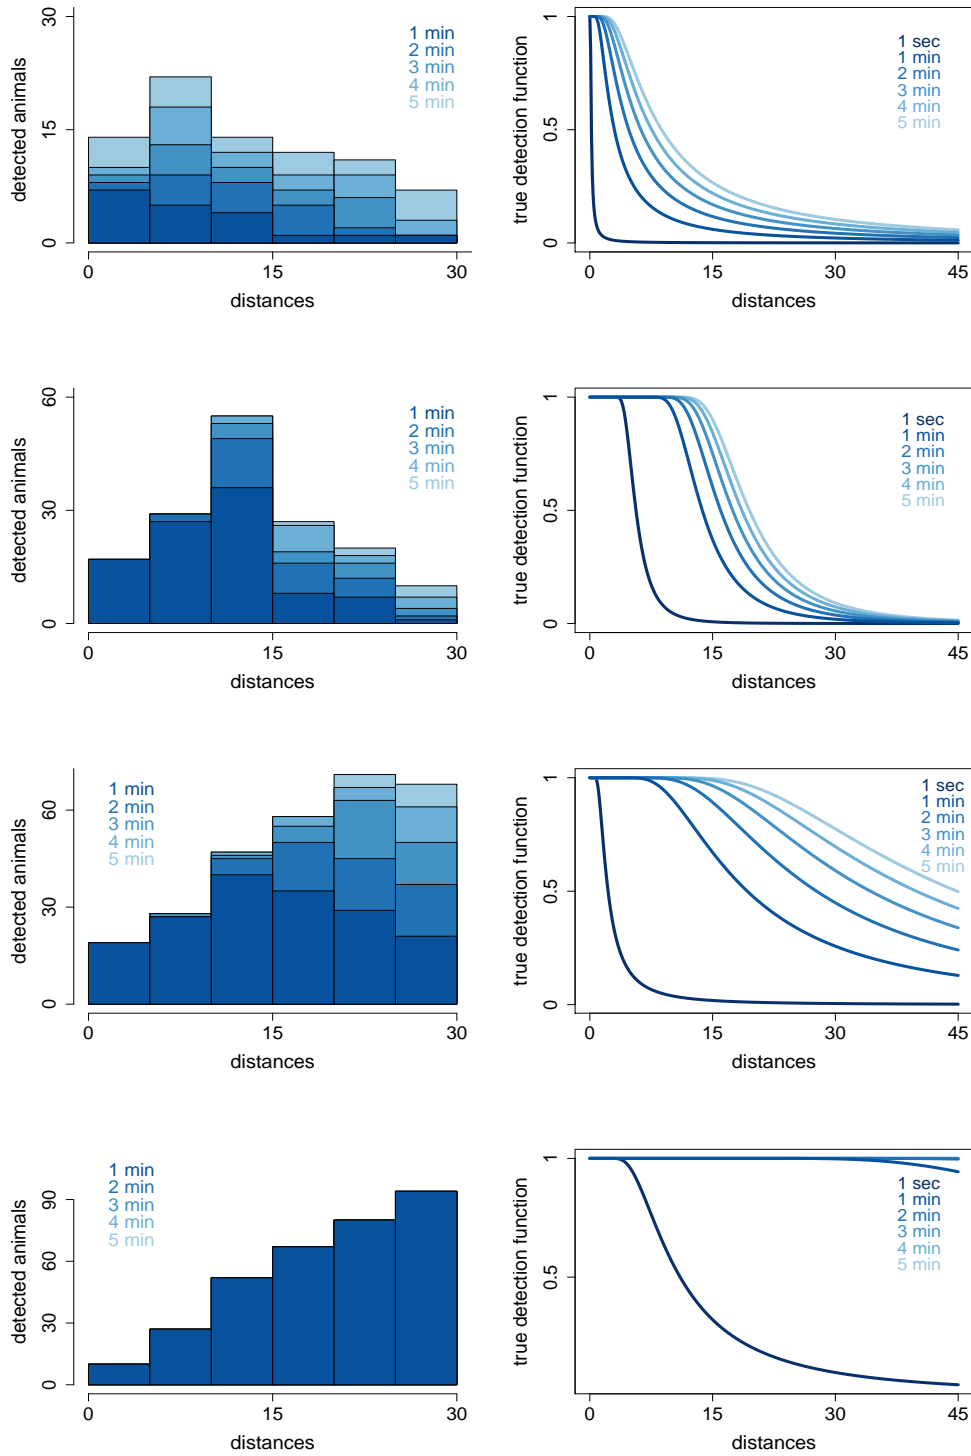 detected animals
30
15
0
1 min
2 min
3 min
4 min
5 min
0
15
30
distances
true detection function
1
0.5
0
1 sec
1 min
2 min
3 min
4 min
5 min
0
15
30
45
distances
detected animals
60
30
0
1 min
2 min
3 min
4 min
5 min
0
15
30
distances
true detection function
1
0.5
0
1 sec
1 min
2 min
3 min
4 min
5 min
0
15
30
45
distances
detected animals
60
30
0
1 min
2 min
3 min
4 min
5 min
0
15
30
distances
true detection function
1
0.5
0
1 sec
1 min
2 min
3 min
4 min
5 min
0
15
30
45
distances
detected animals
90
60
30
0
1 min
2 min
3 min
4 min
5 min
0
15
30
distances
true detection function
1
0.5
1 sec
1 min
2 min
3 min
4 min
5 min
0
15
30
45
distances